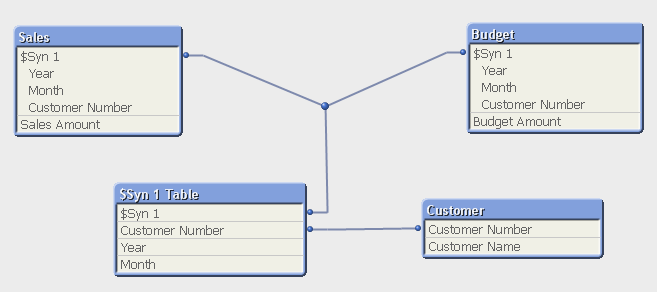 Sales
$Syn 1
Year
Month
Customer Number
Sales Amount
Budget
$Syn 1
Year
Month
Customer Number
Budget Amount
$Syn 1 Table
$Syn 1
Customer Number
Year
Month
Customer
Customer Number
Customer Name